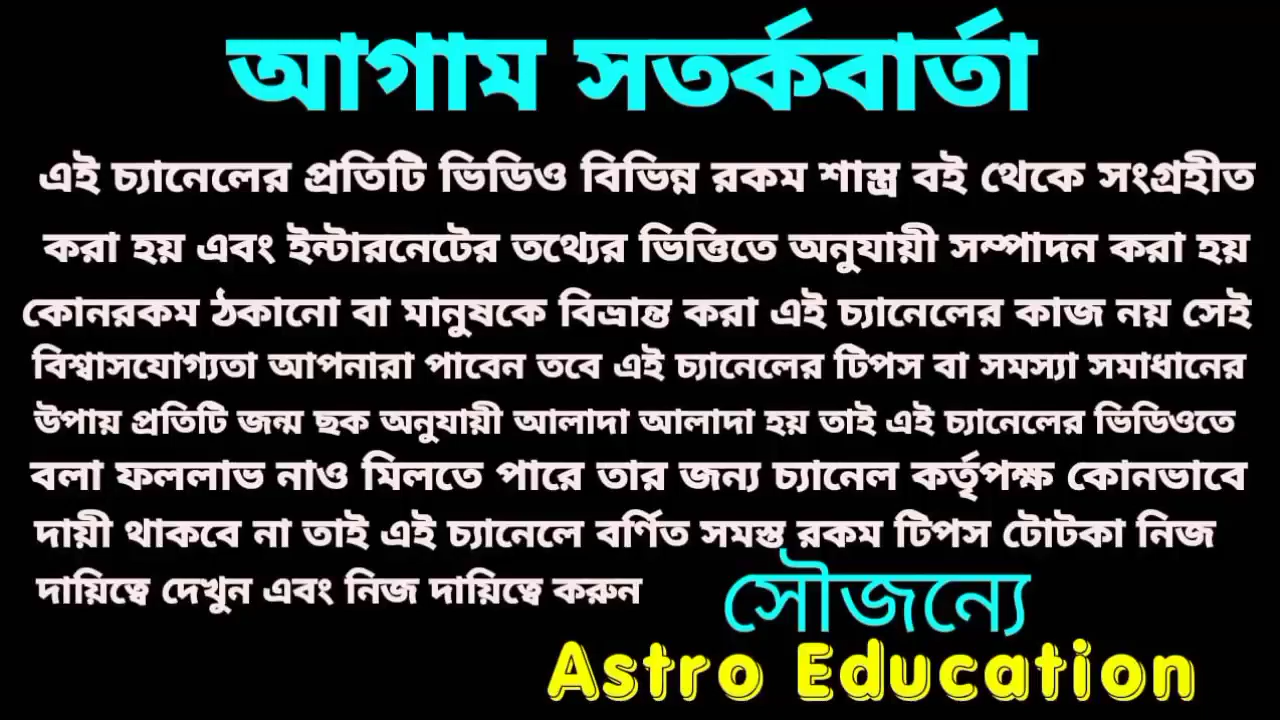 আগাম সতর্কবার্তা
এই চ্যানেলের প্রতিটি ভিডিও বিভিন্ন রকম শাস্ত্র বই থেকে সংগ্রহীত
করা হয় এবং ইন্টারনেটের তথ্যের ভিত্তিতে অনুযায়ী সম্পাদন করা হয়
কোনরকম ঠকানো বা মানুষকে বিভ্রান্ত করা এই চ্যানেলের কাজ নয় সেই
বিশ্বাসযোগ্যতা আপনারা পাবেন তবে এই চ্যানেলের টিপস বা সমস্যা সমাধানের
উপায় প্রতিটি জন্ম ছক অনুযায়ী আলাদা আলাদা হয় তাই এই চ্যানেলের ভিডিওতে
বলা ফললাভ নাও মিলতে পারে তার জন্য চ্যানেল কর্তৃপক্ষ কোনভাবে
দায়ী থাকবে না তাই এই চ্যানেলে বর্ণিত সমস্ত রকম টিপস টোটকা নিজ
দায়িত্বে দেখুন এবং নিজ দায়িত্বে করুন
সৌজন্যে
Astro Education